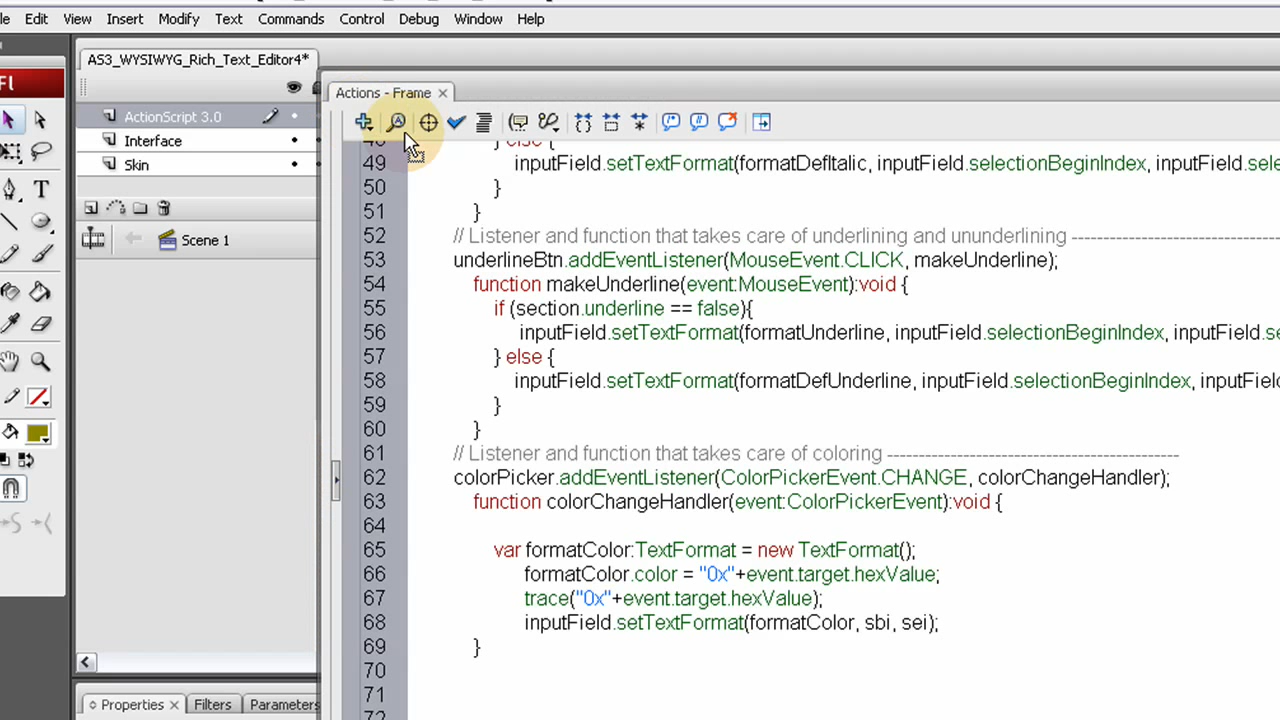 Edit View Insert Modify Text Commands Control Debug Window Help
AS3_WYSIWYG_Rich_Text_Editor4*
Fl
Actions - Frame
ActionScript 3.0
Interface
Skin
Scene 1
49 inputField.setTextFormat(formatDefItalic, inputField.selectionBeginIndex, inputField.sele
50 }
51 }
52 // Listener and function that takes care of underlining and ununderlining ---------------------------------
53 underlineBtn.addEventListener(MouseEvent.CLICK, makeUnderline);
54 function makeUnderline(event:MouseEvent):void {
55 if (section.underline == false){
56 inputField.setTextFormat(formatUnderline, inputField.selectionBeginIndex, inputField.se
57 } else {
58 inputField.setTextFormat(formatDefUnderline, inputField.selectionBeginIndex, inputFie
59 }
60 }
61 // Listener and function that takes care of coloring ----------------------------------------------
62 colorPicker.addEventListener(ColorPickerEvent.CHANGE, colorChangeHandler);
63 function colorChangeHandler(event:ColorPickerEvent):void {
64
65 var formatColor:TextFormat = new TextFormat();
66 formatColor.color = "0x"+event.target.hexValue;
67 trace("0x"+event.target.hexValue);
68 inputField.setTextFormat(formatColor, sbi, sei);
69 }
70
71
Properties Filters Parameters